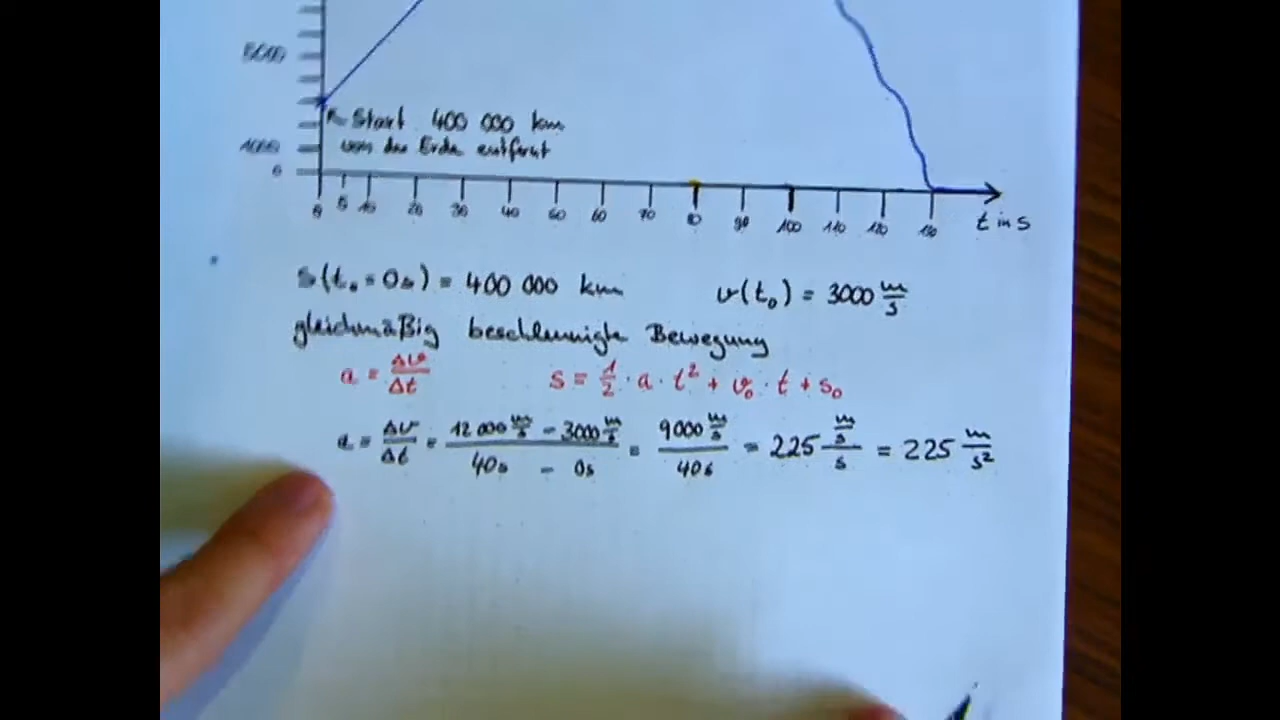 5000
Start 400 000 km
1000 von der Erde entfernt
0
0 5 10 20 30 40 50 60 70 80 90 100 110 120 130 t in s
s(t₀ = 0s) = 400 000 km v(t₀) = 3000 m/s
gleichmäßig beschleunigte Bewegung
a = Δv/Δt s = 1/2 · a · t² + v₀ · t + s₀
a = Δv/Δt = (12 000 m/s - 3000 m/s)/(40s - 0s) = 9000 m/s / 40s = 225 m/s / s = 225 m/s²